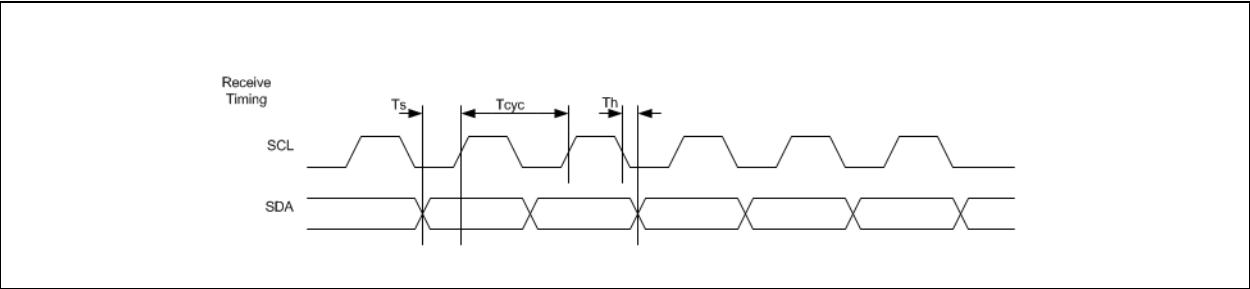 Receive
Timing
Ts
Tcyc
Th
SCL
SDA